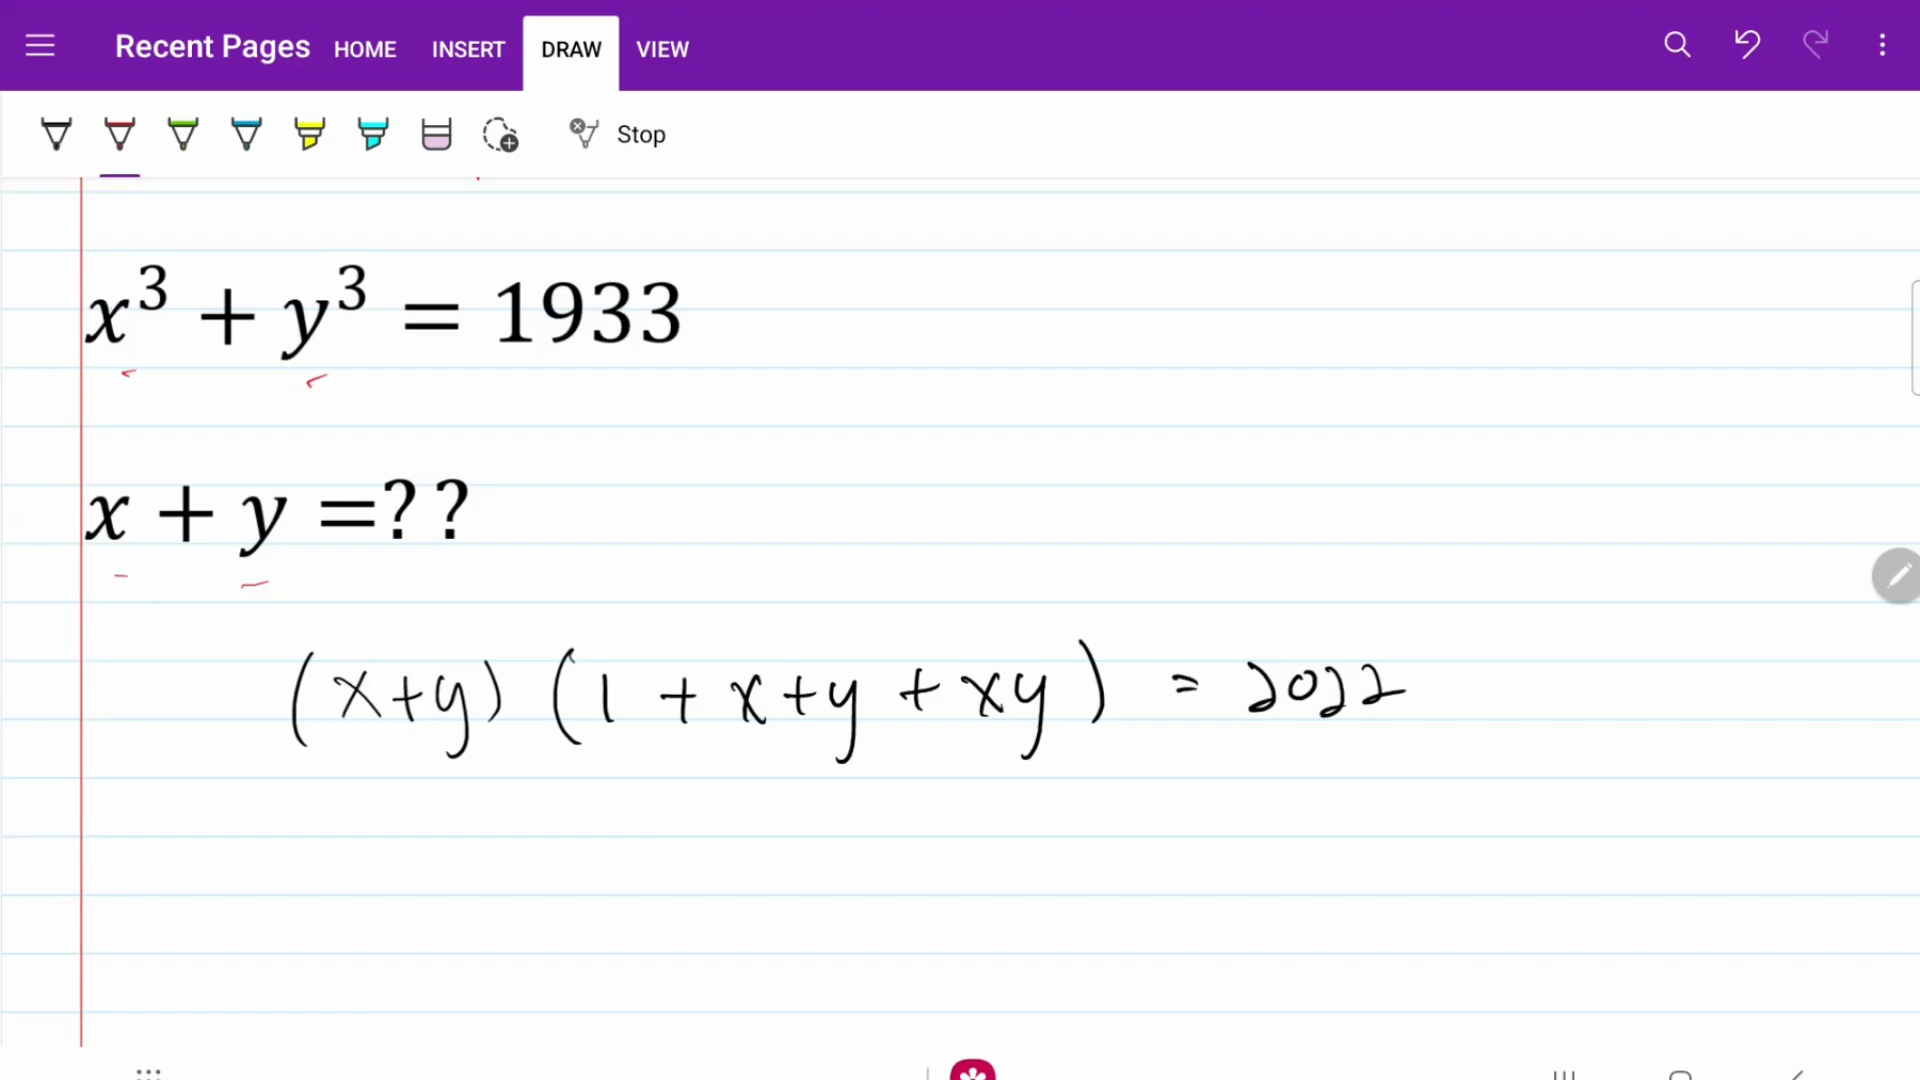 Recent Pages HOME INSERT DRAW VIEW
Stop
x³ + y³ = 1933
x + y =??
(x+y) (1 + x+y + xy) = 2022